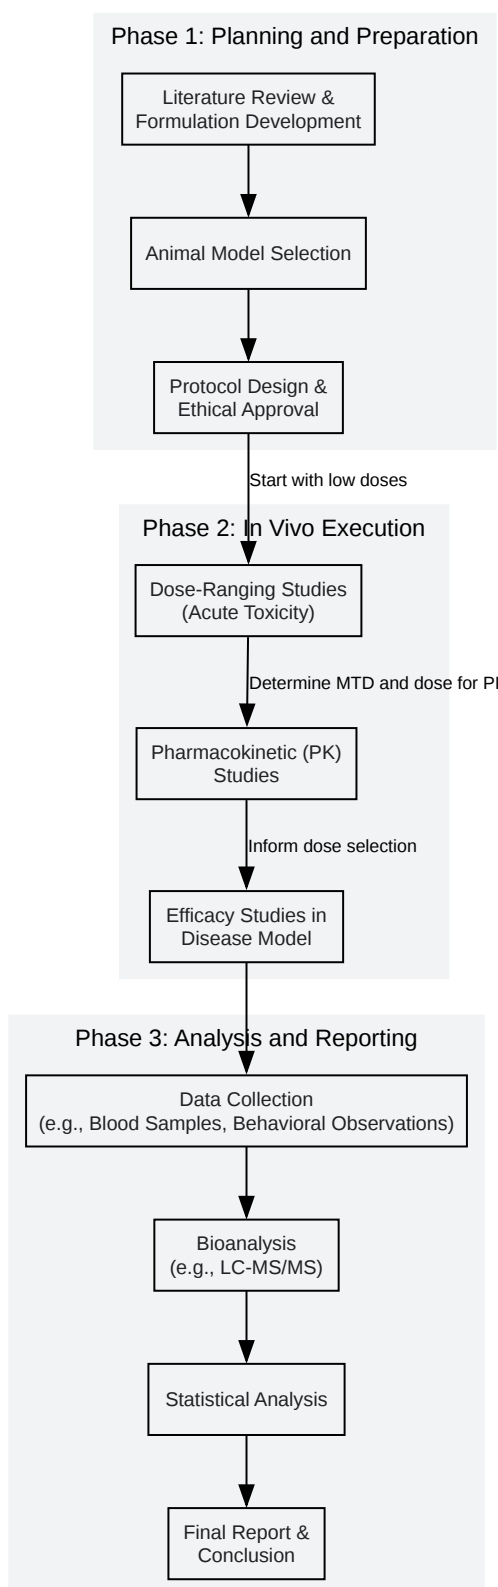 Phase 1: Planning and Preparation
Literature Review &
Formulation Development
Animal Model Selection
Protocol Design &
Ethical Approval
Start with low doses
Phase 2: In Vivo Execution
Dose-Ranging Studies
(Acute Toxicity)
Determine MTD and dose for
Pharmacokinetic (PK)
Studies
Inform dose selection
Efficacy Studies in
Disease Model
Phase 3: Analysis and Reporting
Data Collection
(e.g., Blood Samples, Behavioral Observations)
Bioanalysis
(e.g., LC-MS/MS)
Statistical Analysis
Final Report &
Conclusion